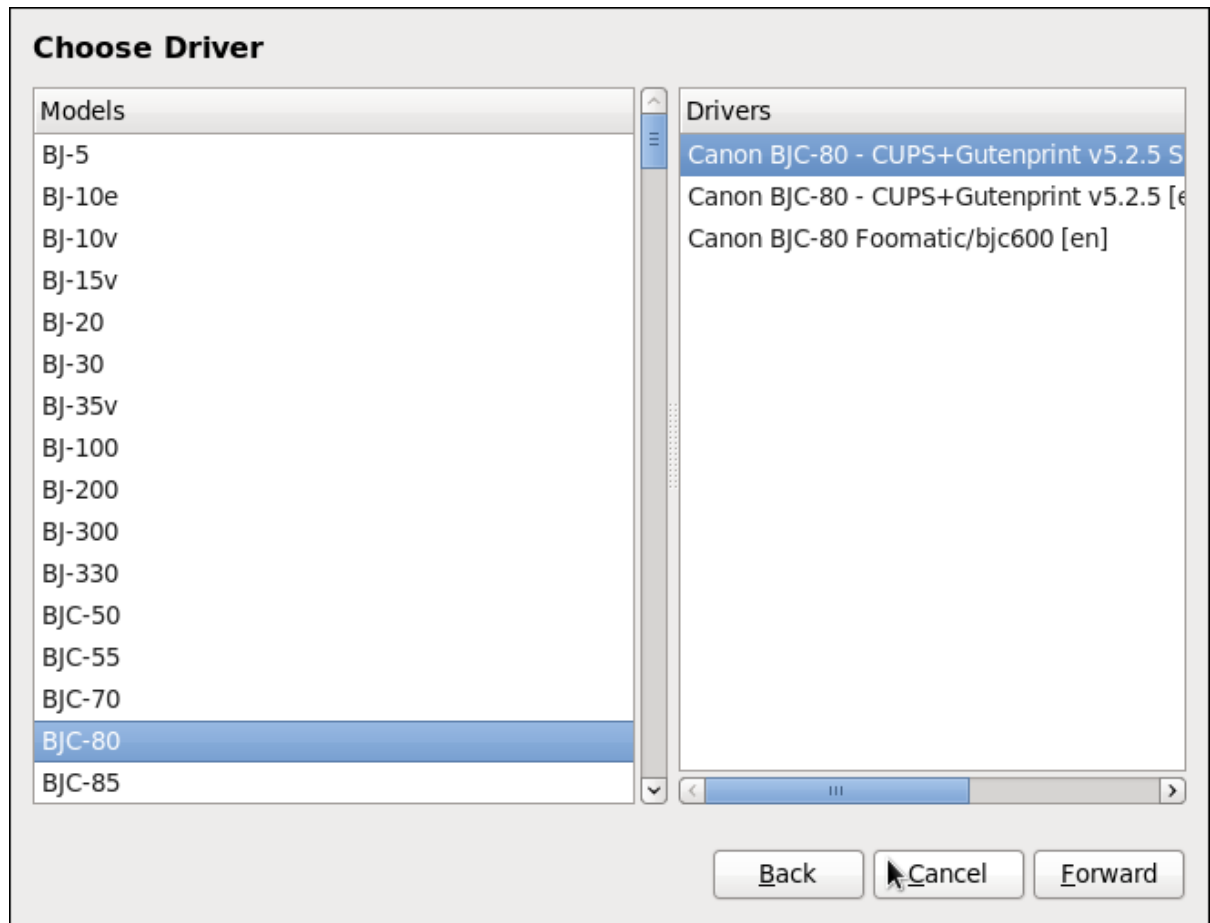 Choose Driver
Models
BJ-5
BJ-10e
BJ-10v
BJ-15v
BJ-20
BJ-30
BJ-35v
BJ-100
BJ-200
BJ-300
BJ-330
BJC-50
BJC-55
BJC-70
BJC-80
BJC-85
Drivers
Canon BJC-80 - CUPS+Gutenprint v5.2.5 S
Canon BJC-80 - CUPS+Gutenprint v5.2.5 [e
Canon BJC-80 Foomatic/bjc600 [en]
Back Cancel Forward